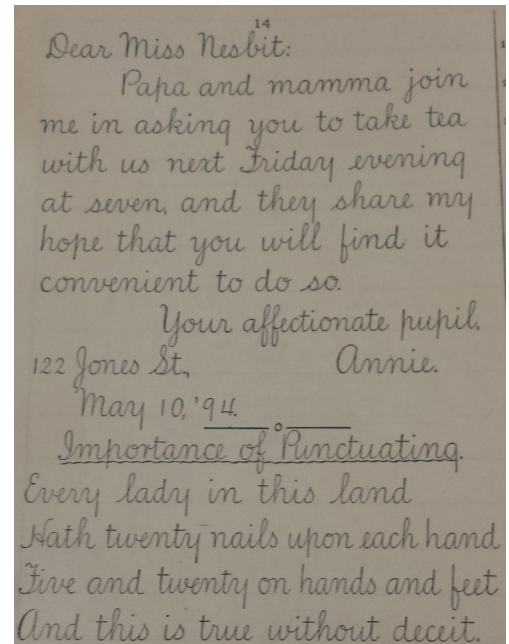 14
Dear Miss Nesbit:
Papa and mamma join
me in asking you to take tea
with us next Friday evening
at seven, and they share my
hope that you will find it
convenient to do so.
Your affectionate pupil,
122 Jones St., Annie.
May 10, '94.
Importance of Punctuating.
Every lady in this land
Hath twenty nails upon each hand
Five and twenty on hands and feet
And this is true without deceit.